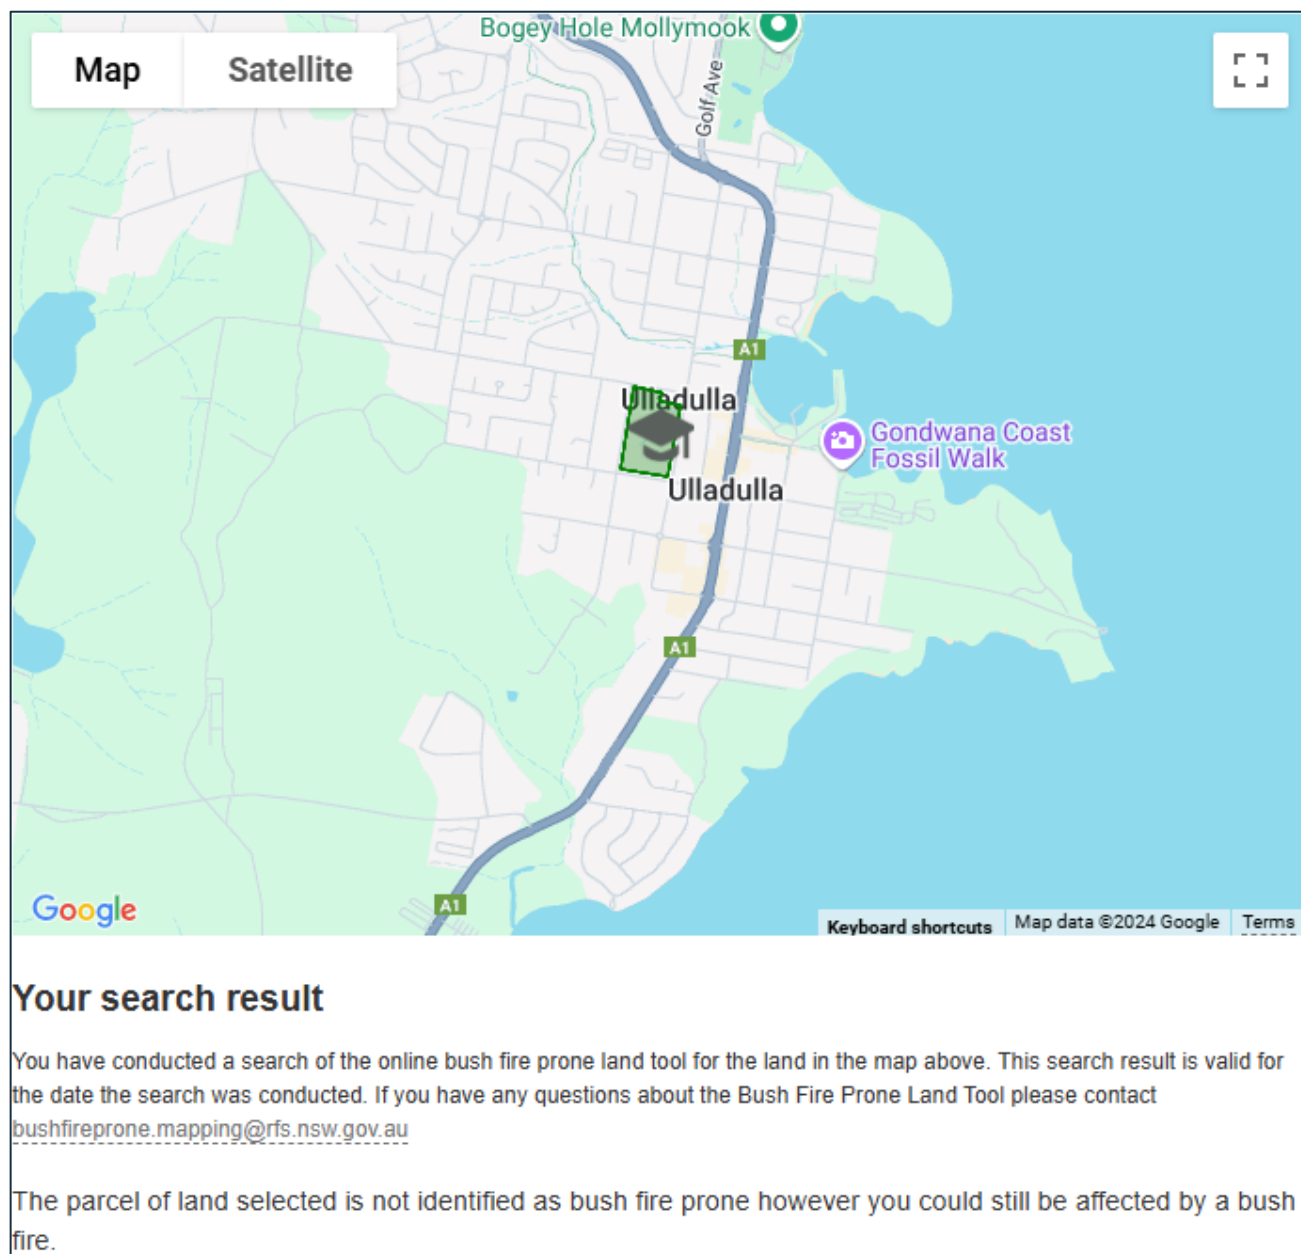 Bogey Hole Mollymook
Map
Satellite
Golf Ave
A1
Ulladulla
Gondwana Coast
Fossil Walk
Ulladulla
A1
A1
Google
Keyboard shortcuts
Map data ©2024 Google
Terms
Your search result
You have conducted a search of the online bush fire prone land tool for the land in the map above. This search result is valid for
the date the search was conducted. If you have any questions about the Bush Fire Prone Land Tool please contact
bushfireprone.mapping@rfs.nsw.gov.au
The parcel of land selected is not identified as bush fire prone however you could still be affected by a bush
fire.